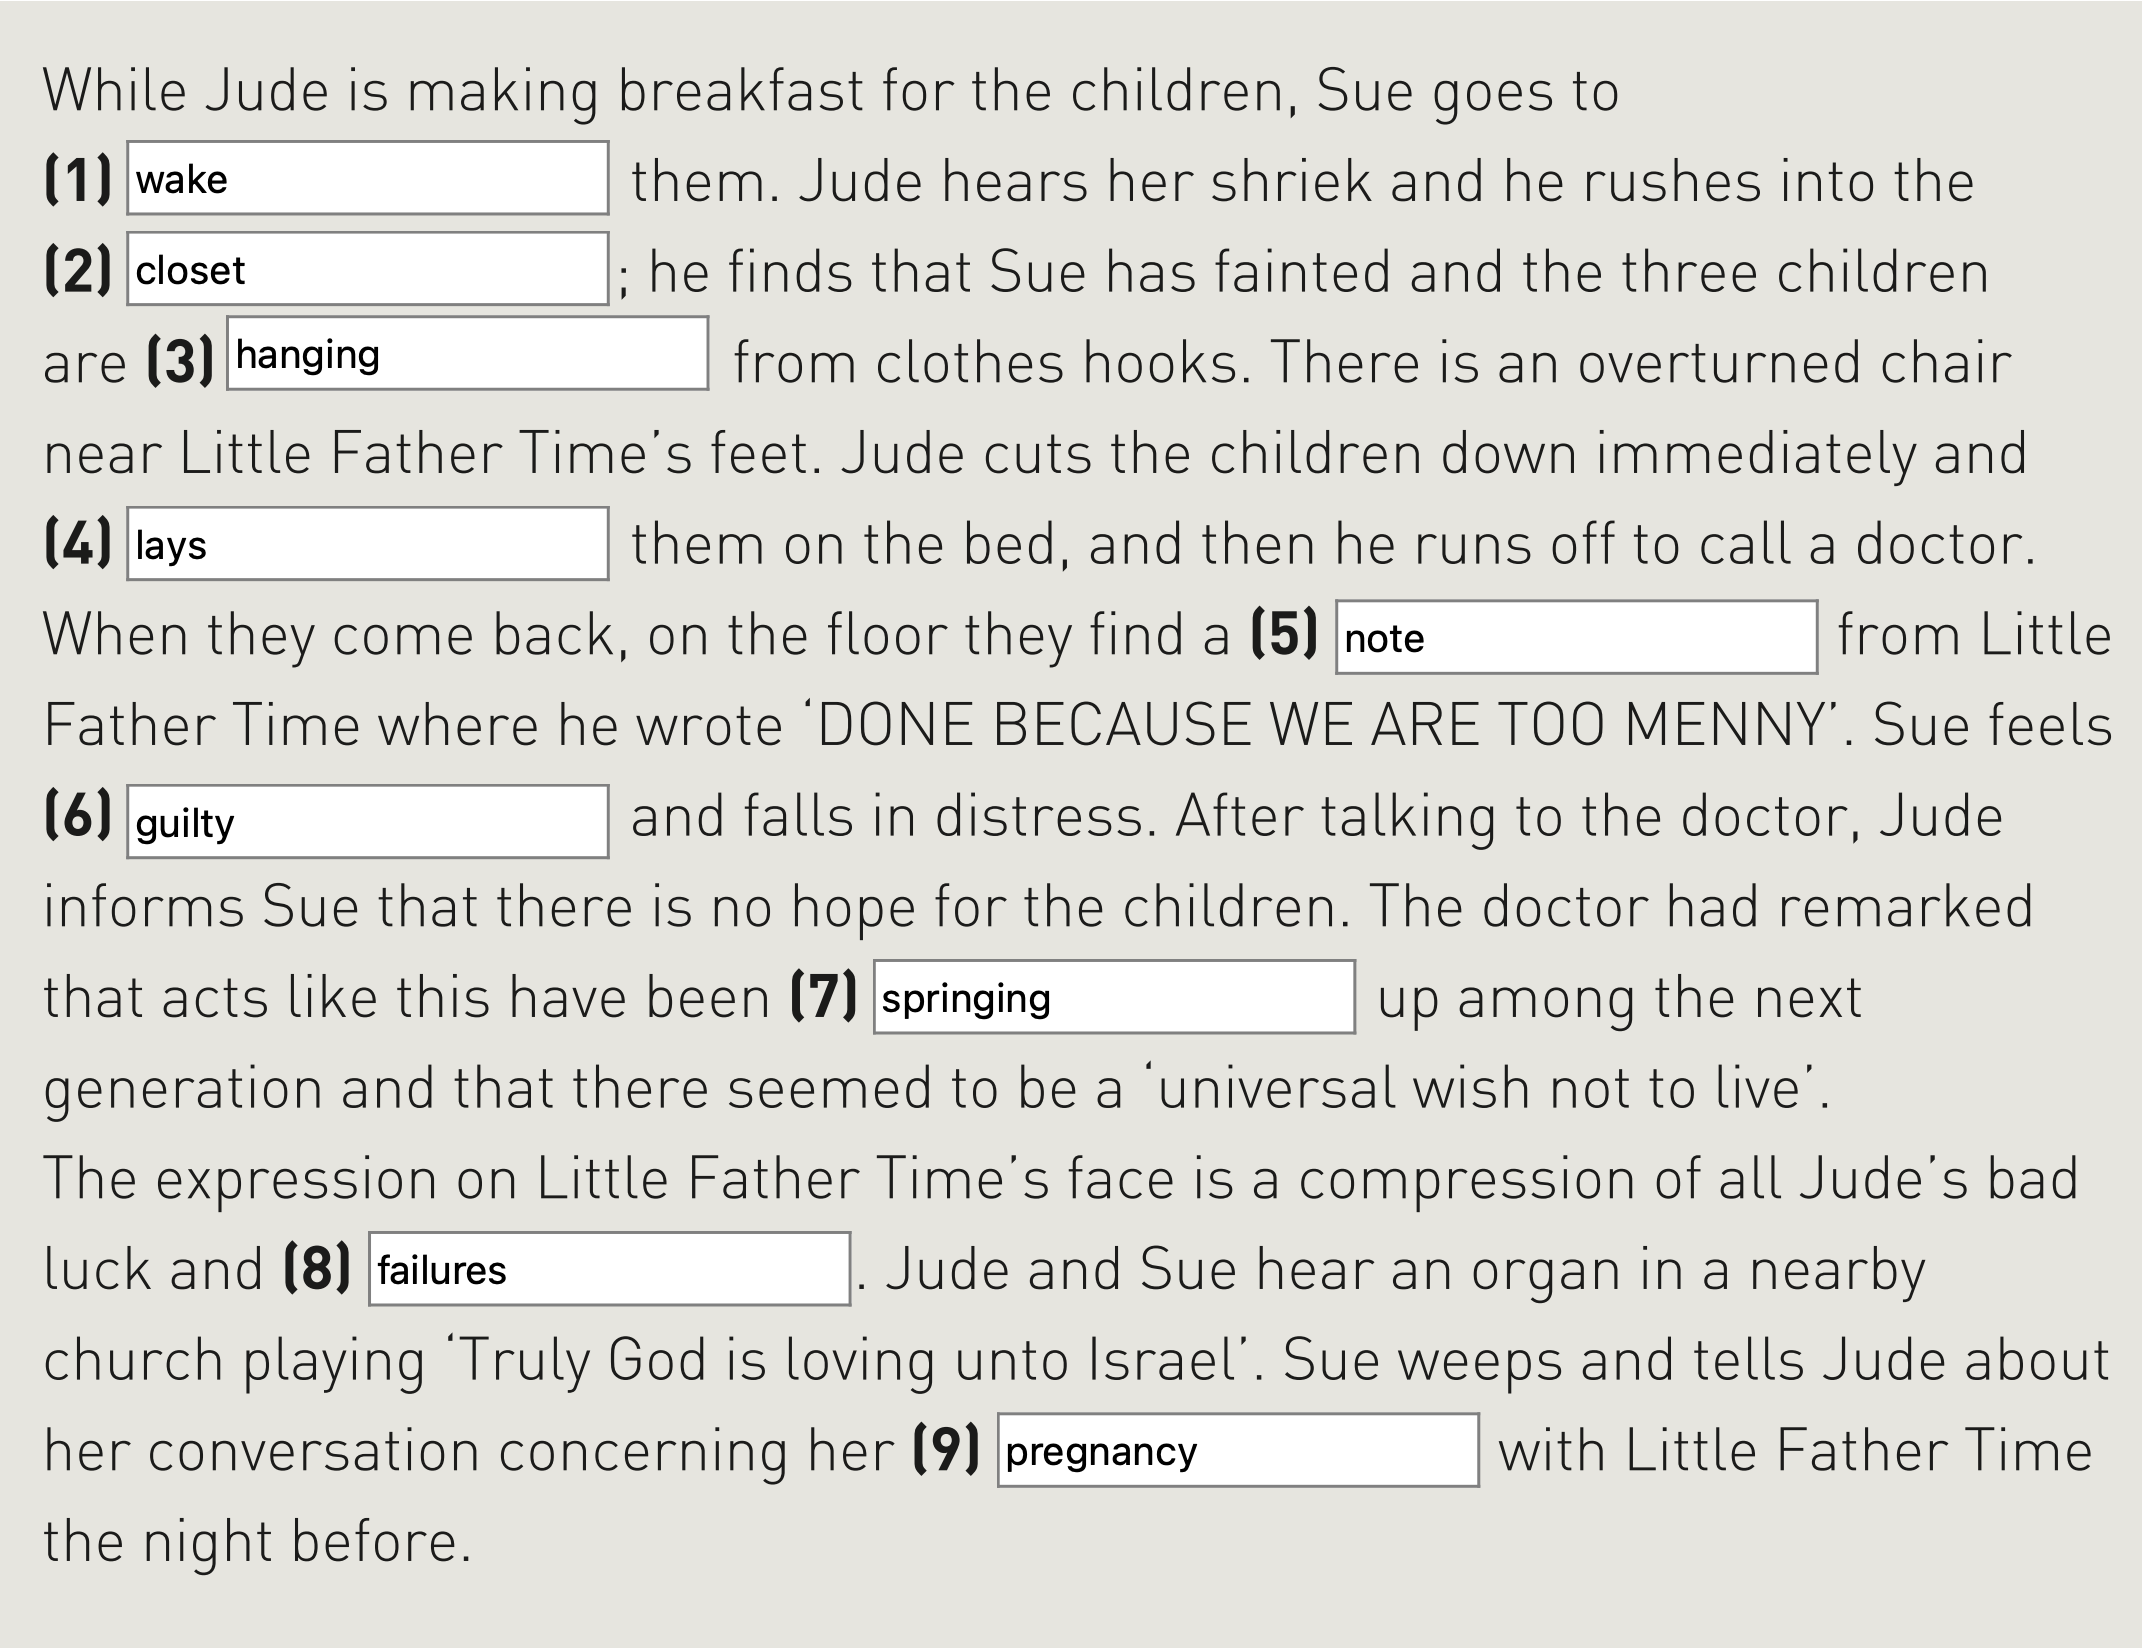 While Jude is making breakfast for the children, Sue goes to
(1) wake them. Jude hears her shriek and he rushes into the
(2) closet ; he finds that Sue has fainted and the three children
are (3) hanging from clothes hooks. There is an overturned chair
near Little Father Time’s feet. Jude cuts the children down immediately and
(4) lays them on the bed, and then he runs off to call a doctor.
When they come back, on the floor they find a (5) note from Little
Father Time where he wrote ‘DONE BECAUSE WE ARE TOO MENNY’. Sue feels
(6) guilty and falls in distress. After talking to the doctor, Jude
informs Sue that there is no hope for the children. The doctor had remarked
that acts like this have been (7) springing up among the next
generation and that there seemed to be a ‘universal wish not to live’.
The expression on Little Father Time’s face is a compression of all Jude’s bad
luck and (8) failures . Jude and Sue hear an organ in a nearby
church playing ‘Truly God is loving unto Israel’. Sue weeps and tells Jude about
her conversation concerning her (9) pregnancy with Little Father Time
the night before.